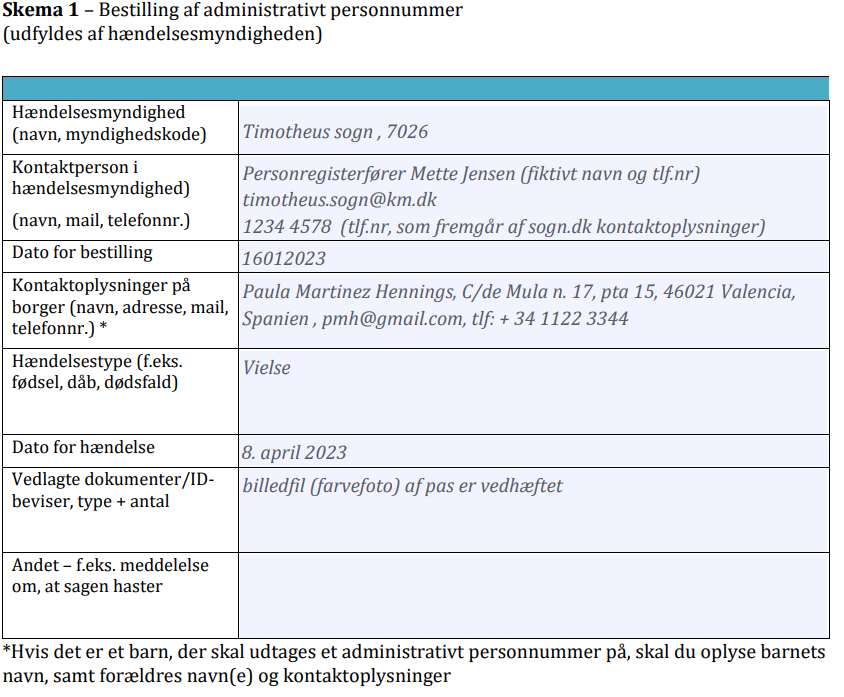 Skema 1 – Bestilling af administrativt personnummer
(udfyldes af hændelsesmyndigheden)
Hændelsesmyndighed
(navn, myndighedskode)
Timotheus sogn , 7026
Kontaktperson i
hændelsesmyndighed)
(navn, mail, telefonnr.)
Personregisterfører Mette Jensen (fiktivt navn og tlf.nr)
timotheus.sogn@km.dk
1234 4578 (tlf.nr, som fremgår af sogn.dk kontaktoplysninger)
Dato for bestilling
16012023
Kontaktoplysninger på
borger (navn, adresse, mail,
telefonnr.) *
Paula Martinez Hennings, C/de Mula n. 17, pta 15, 46021 Valencia,
Spanien , pmh@gmail.com, tlf: + 34 1122 3344
Hændelsestype (f.eks.
fødsel, dåb, dødsfald)
Vielse
Dato for hændelse
8. april 2023
Vedlagte dokumenter/ID-
beviser, type + antal
billedfil (farvefoto) af pas er vedhæftet
Andet – f.eks. meddelelse
om, at sagen haster
*Hvis det er et barn, der skal udtages et administrativt personnummer på, skal du oplyse barnets
navn, samt forældres navn(e) og kontaktoplysninger